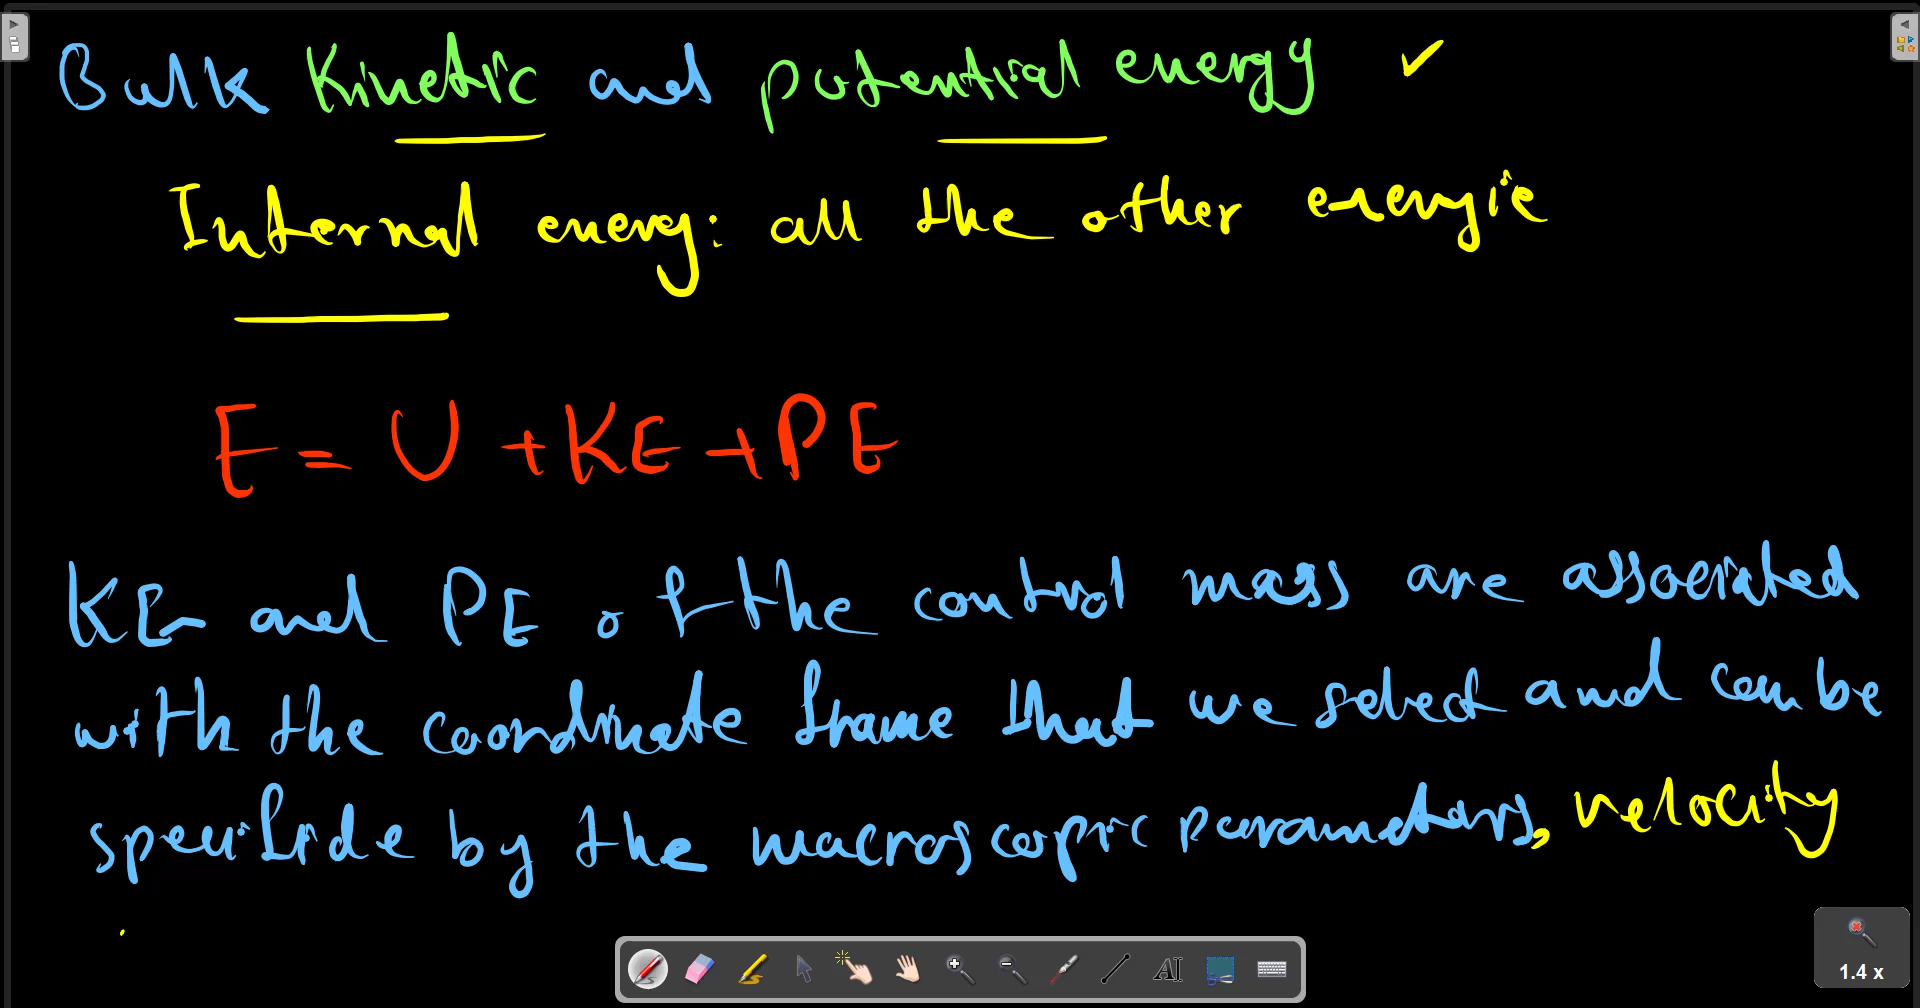 Bulk Kinetic and potential energy ✓
Internal energy: all the other energie
E = U + KE + PE
KE and PE of the control mass are associated
with the coordinate frame that we select and can be
specifide by the macroscopic parameters, velocity
AI
1.4 x